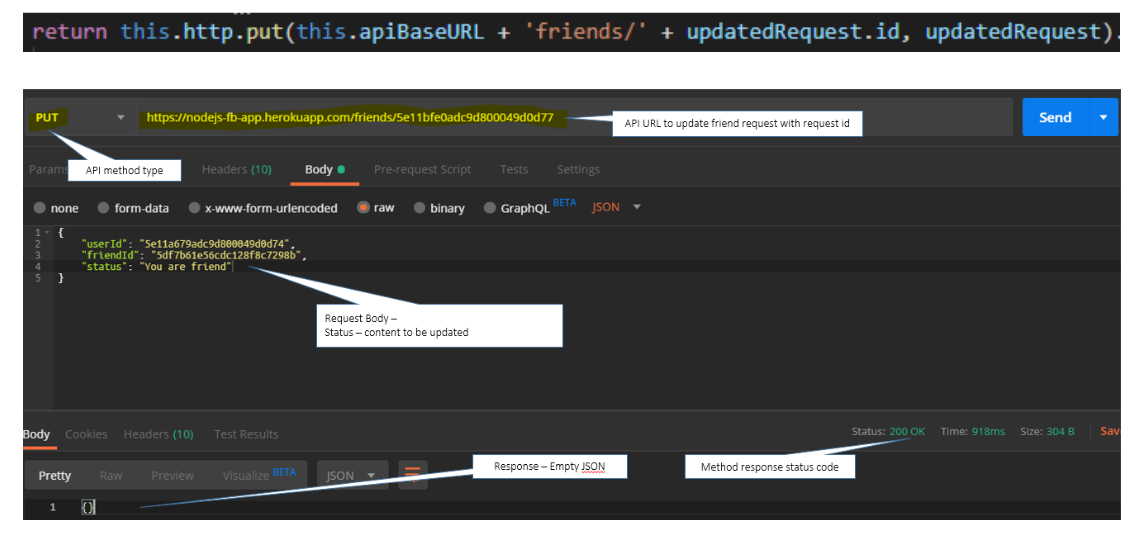 return this.http.put(this.apiBaseURL + 'friends/' + updatedRequest.id, updatedRequest).
PUT https://nodejs-fb-app.herokuapp.com/friends/5e11bfe0adc9d800049d0d77 API URL to update friend request with request id Send
Params API method type Headers (10) Body Pre-request Script Tests Settings
none form-data x-www-form-urlencoded raw binary GraphQL BETA JSON
1 {
2 "userId": "5e11a679adc9d800049d0d74",
3 "friendId": "5df7b61e56cdc128f8c7298b",
4 "status": "You are friend"
5 }
Request Body –
Status – content to be updated
Body Cookies Headers (10) Test Results Status: 200 OK Time: 918ms Size: 304 B Save
Pretty Raw Preview Visualize BETA JSON Response – Empty JSON Method response status code
1 {}